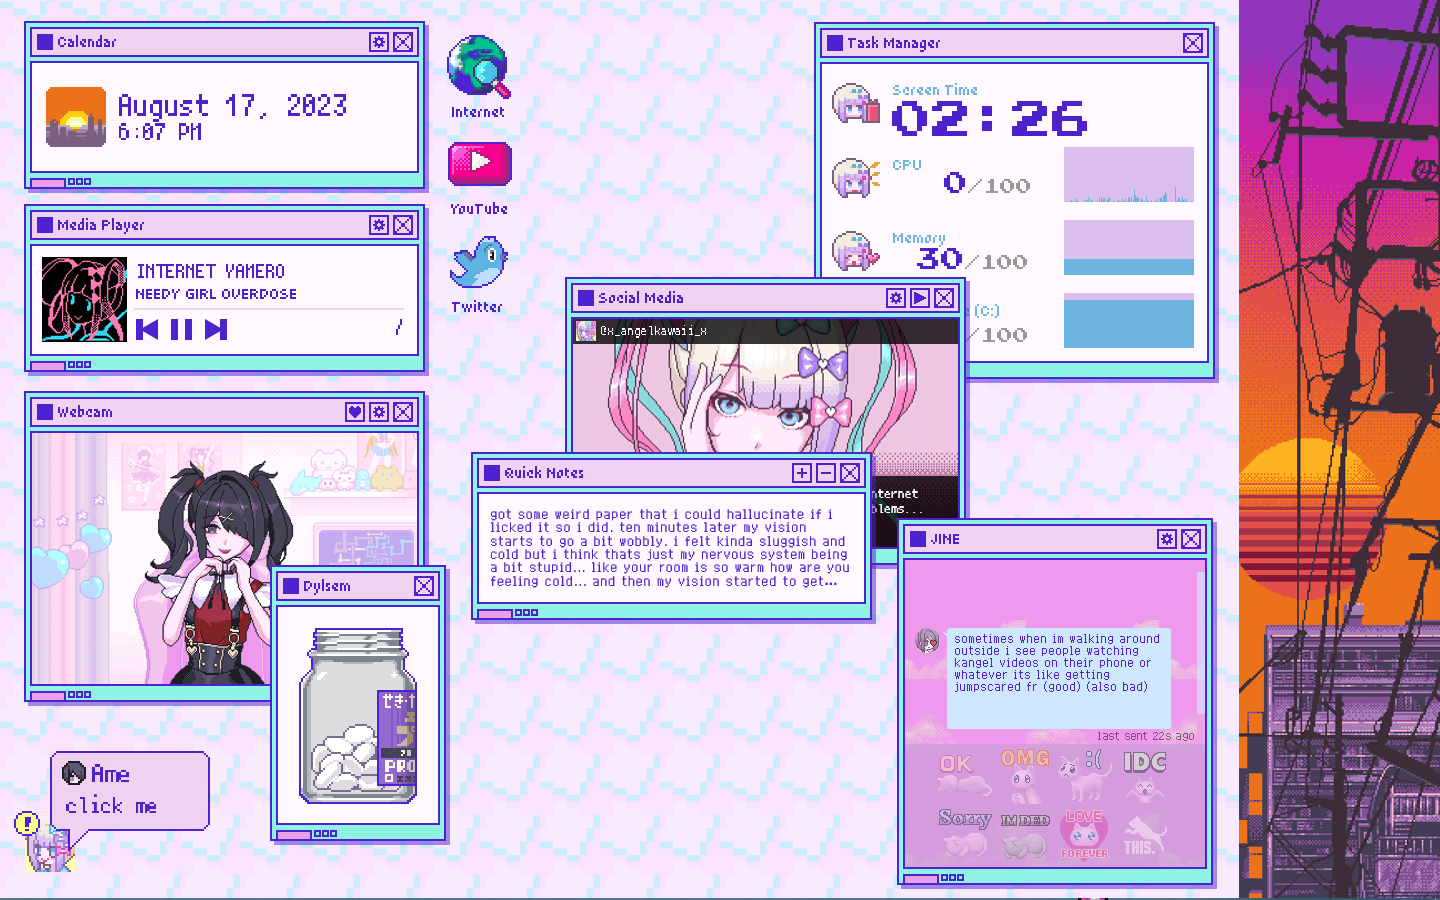 Calendar
August 17, 2023
6:07 PM
Media Player
INTERNET YAMERO
NEEDY GIRL OVERDOSE
/
Webcam
Dylsem
せき
PRO
Ame
click me
!
Internet
YouTube
Twitter
Task Manager
Screen Time
02:26
CPU
0/100
Memory
30/100
(C:)
/100
Social Media
@x_angelkawaii_x
nternet
blems...
Quick Notes
got some weird paper that i could hallucinate if i
licked it so i did. ten minutes later my vision
starts to go a bit wobbly. i felt kinda sluggish and
cold but i think thats just my nervous system being
a bit stupid... like your room is so warm how are you
feeling cold... and then my vision started to get...
JINE
sometimes when im walking around
outside i see people watching
kangel videos on their phone or
whatever its like getting
jumpscared fr (good) (also bad)
last sent 22s ago
OK
OMG
:(
IDC
Sorry
IM DED
LOVE
FOREVER
THIS.